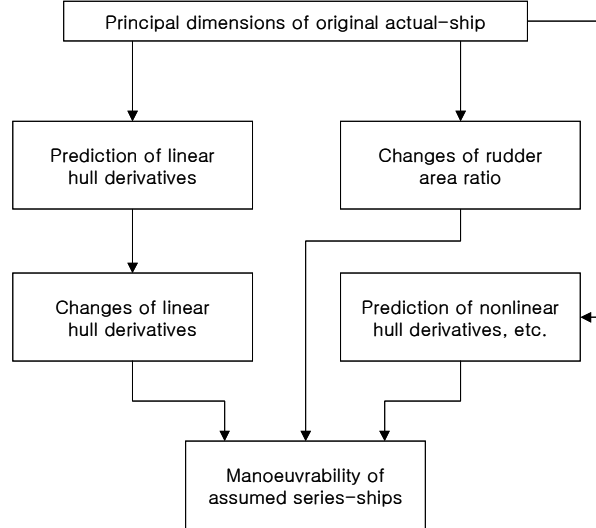 Principal dimensions of original actual-ship
Prediction of linear
hull derivatives
Changes of rudder
area ratio
Changes of linear
hull derivatives
Prediction of nonlinear
hull derivatives, etc.
Manoeuvrability of
assumed series-ships